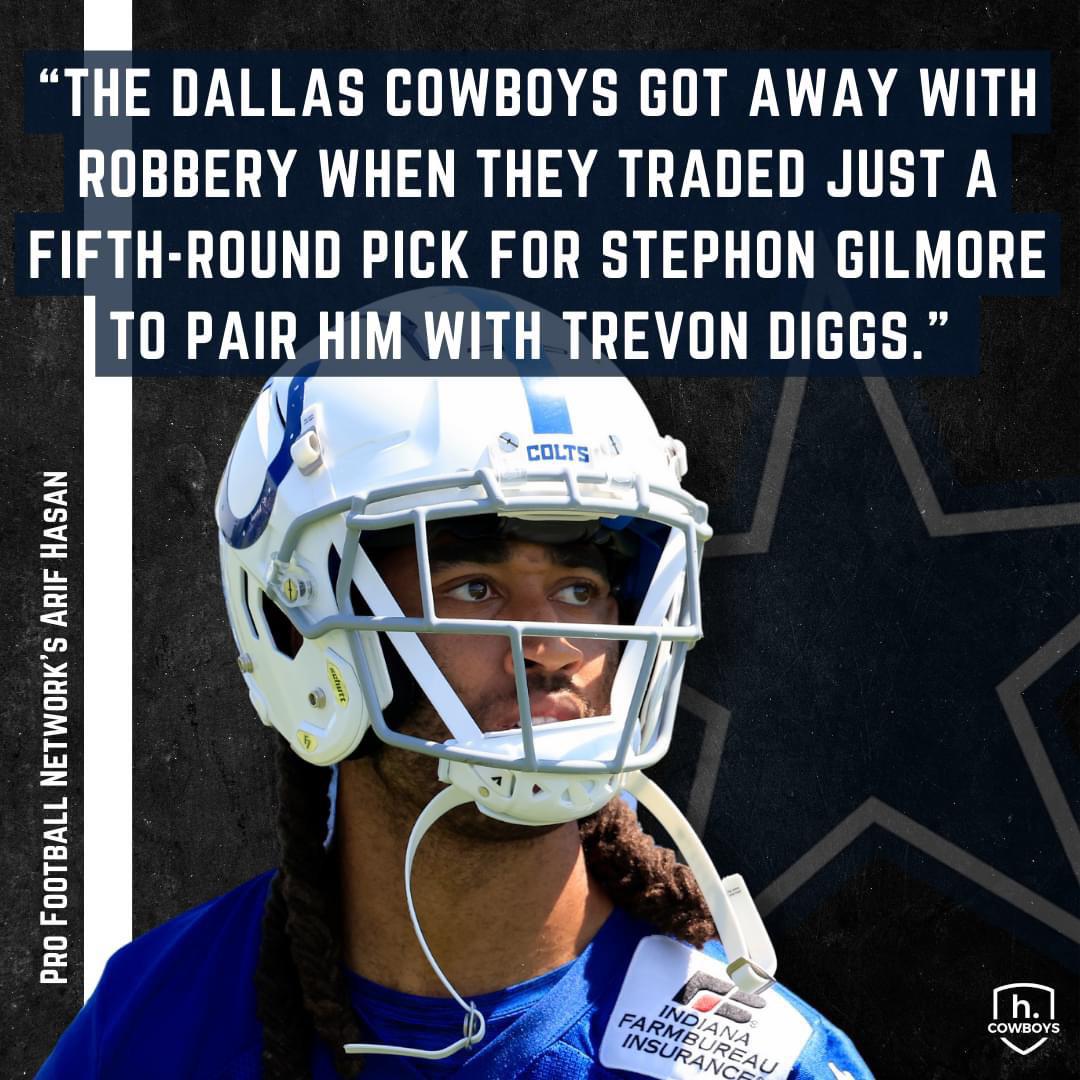 “THE DALLAS COWBOYS GOT AWAY WITH
ROBBERY WHEN THEY TRADED JUST A
FIFTH-ROUND PICK FOR STEPHON GILMORE
TO PAIR HIM WITH TREVON DIGGS.”
PRO FOOTBALL NETWORK’S ARIF HASAN
COLTS
schutt
INDIANA
FARM BUREAU
INSURANCE®
h.
COWBOYS